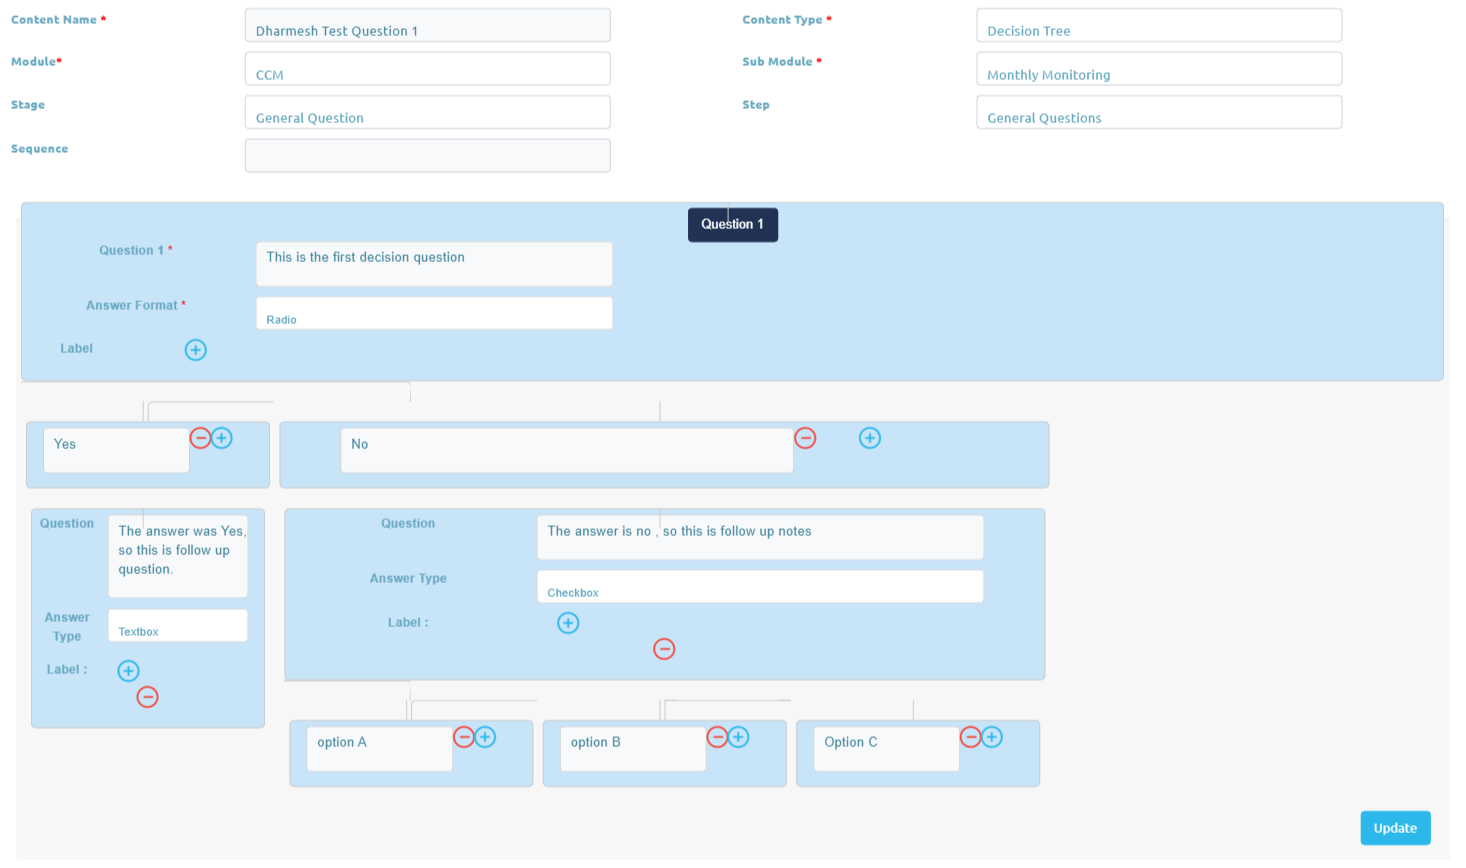 Content Name *
Dharmesh Test Question 1
Content Type *
Decision Tree
Module*
CCM
Sub Module *
Monthly Monitoring
Stage
General Question
Step
General Questions
Sequence
Question 1
Question 1 *
This is the first decision question
Answer Format *
Radio
Label
Yes
No
Question
The answer was Yes,
so this is follow up
question.
Answer
Type
Textbox
Label :
Question
The answer is no , so this is follow up notes
Answer Type
Checkbox
Label :
option A
option B
Option C
Update